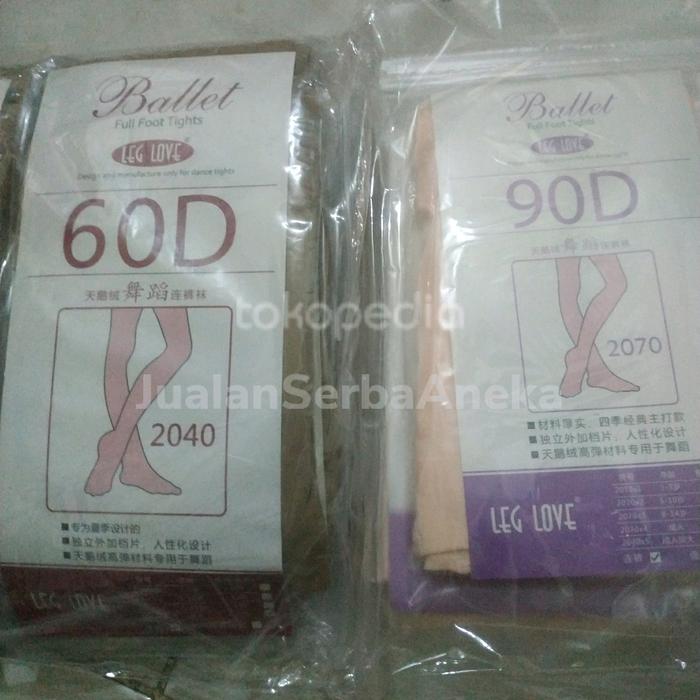 Ballet
Full Foot Tights
LEG LOVE®
Design and manufacture only for dance tights
60D
天鹅绒 舞蹈 连裤袜
2040
■专为夏季设计的
■独立外加档片，人性化设计
■天鹅绒高弹材料专用于舞蹈
LEG LOVE
Ballet
Full Foot Tights
LEG LOVE®
90D
天鹅绒 舞蹈 连裤袜
2070
■材料厚实，四季经典主打款
■独立外加档片，人性化设计
■天鹅绒高弹材料专用于舞蹈
LEG LOVE®
连裤 ☑
tokopedia
JualanSerbaAneka